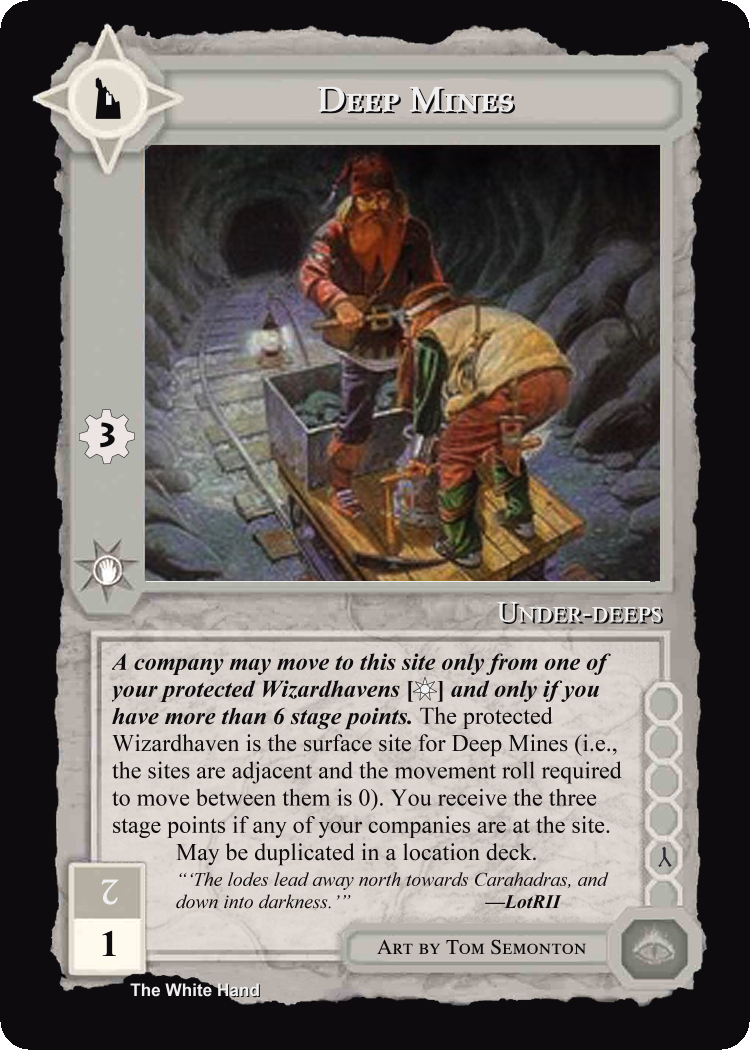 Deep Mines
3
Under-deeps
A company may move to this site only from one of
your protected Wizardhavens [ ] and only if you
have more than 6 stage points. The protected
Wizardhaven is the surface site for Deep Mines (i.e.,
the sites are adjacent and the movement roll required
to move between them is 0). You receive the three
stage points if any of your companies are at the site.
May be duplicated in a location deck.
“‘The lodes lead away north towards Carahadras, and
down into darkness.’” —LotRII
2
1
Art by Tom Semonton
The White Hand